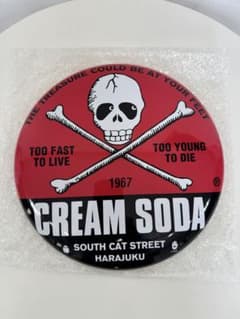 THE TREASURE COULD BE AT YOUR FEET
TOO FAST
TO LIVE
TOO YOUNG
TO DIE
1967
®
CREAM SODA
SOUTH CAT STREET
HARAJUKU